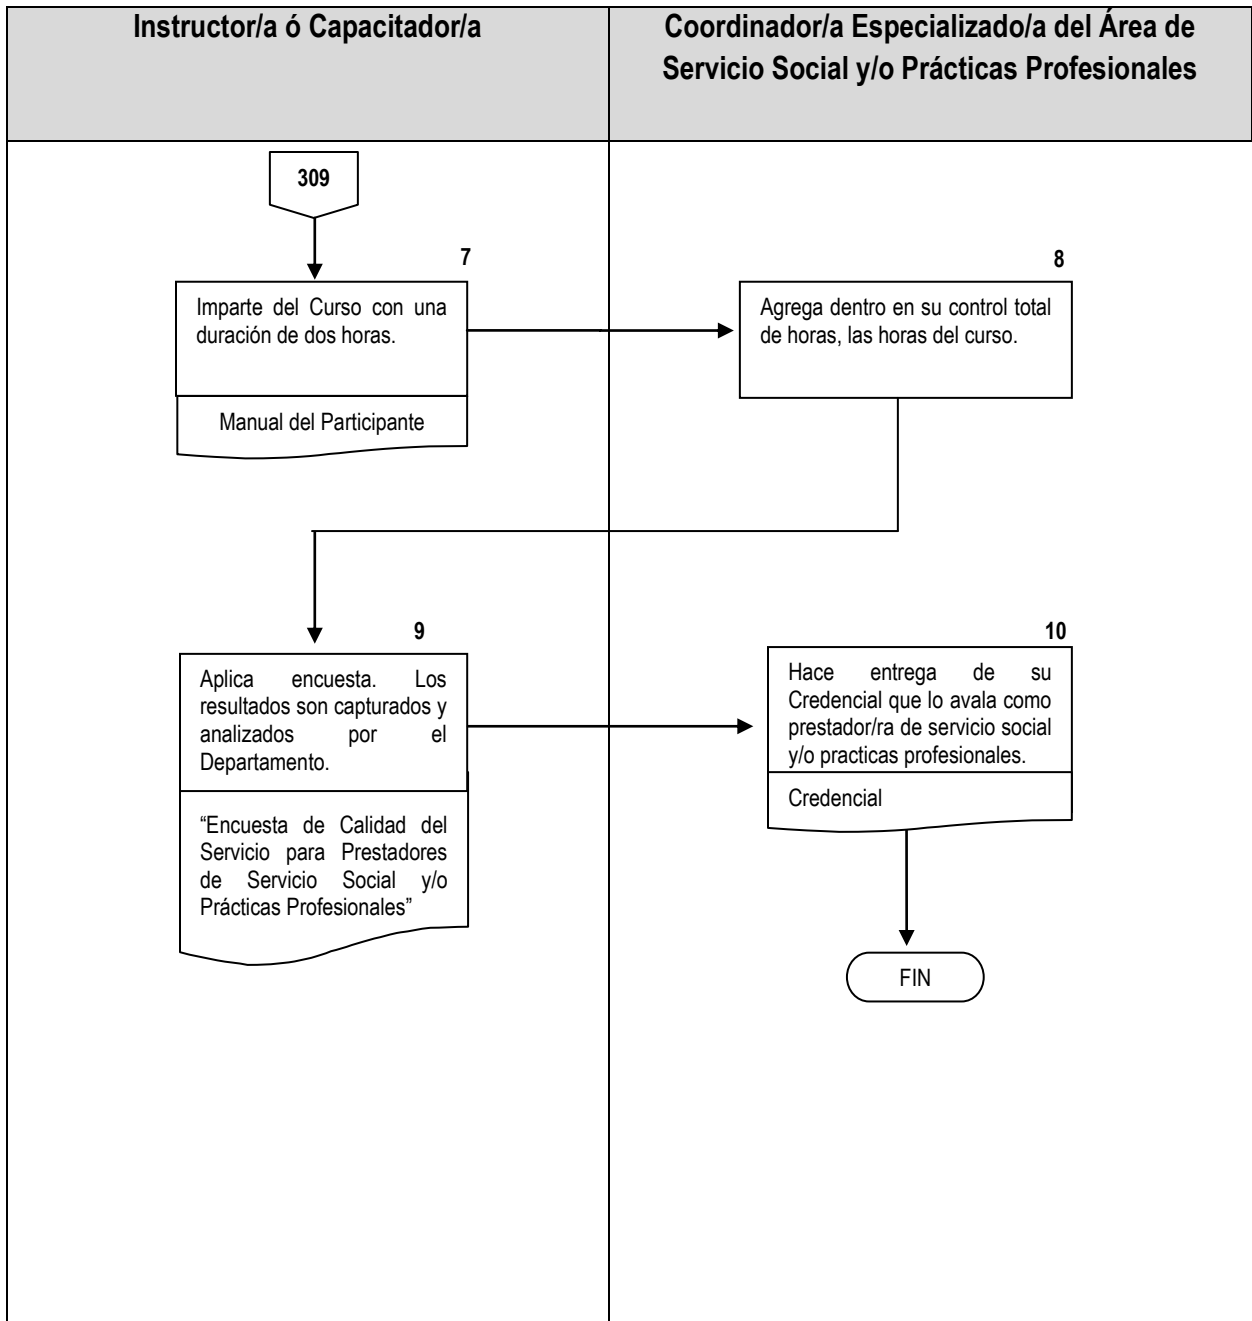 Instructor/a ó Capacitador/a
Coordinador/a Especializado/a del Área de
Servicio Social y/o Prácticas Profesionales
309
7
Imparte del Curso con una
duración de dos horas.
Manual del Participante
8
Agrega dentro en su control total
de horas, las horas del curso.
9
Aplica encuesta. Los
resultados son capturados y
analizados por el
Departamento.
“Encuesta de Calidad del
Servicio para Prestadores
de Servicio Social y/o
Prácticas Profesionales”
10
Hace entrega de su
Credencial que lo avala como
prestador/ra de servicio social
y/o practicas profesionales.
Credencial
FIN